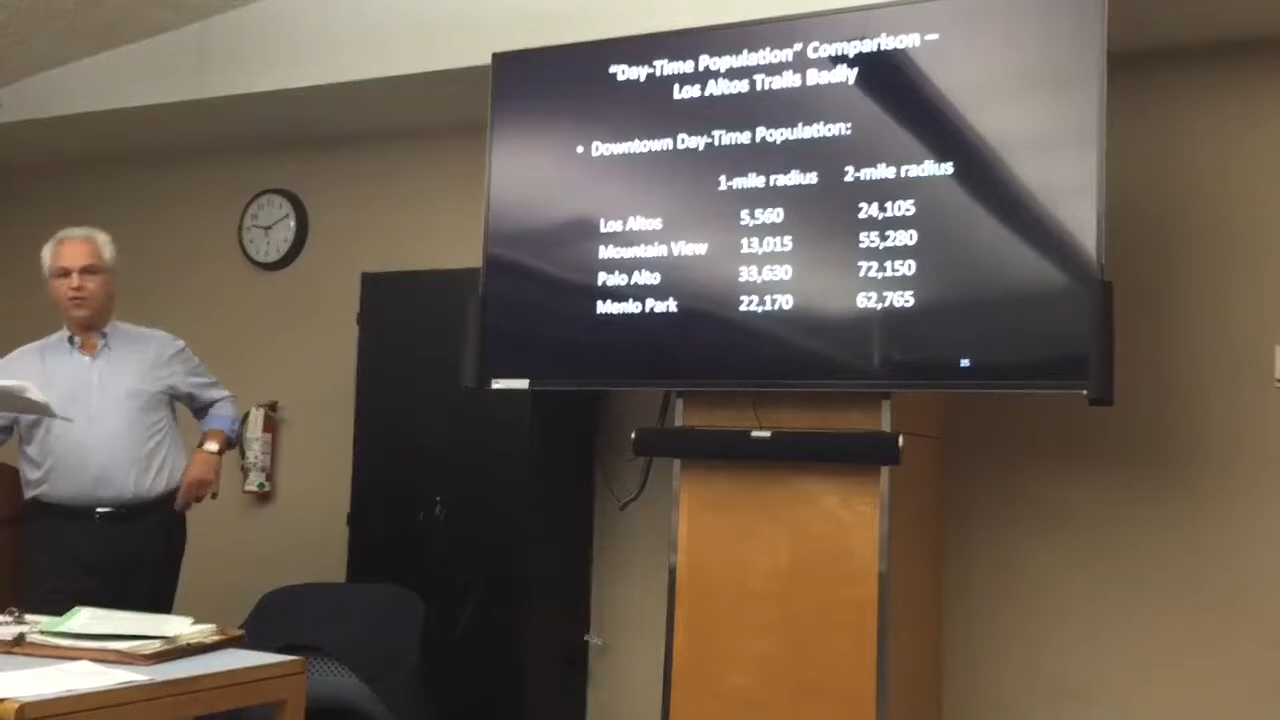 “Day-Time Population” Comparison –
Los Altos Trails Badly
• Downtown Day-Time Population:
1-mile radius 2-mile radius
Los Altos 5,560 24,105
Mountain View 13,015 55,280
Palo Alto 33,630 72,150
Menlo Park 22,170 62,765
25